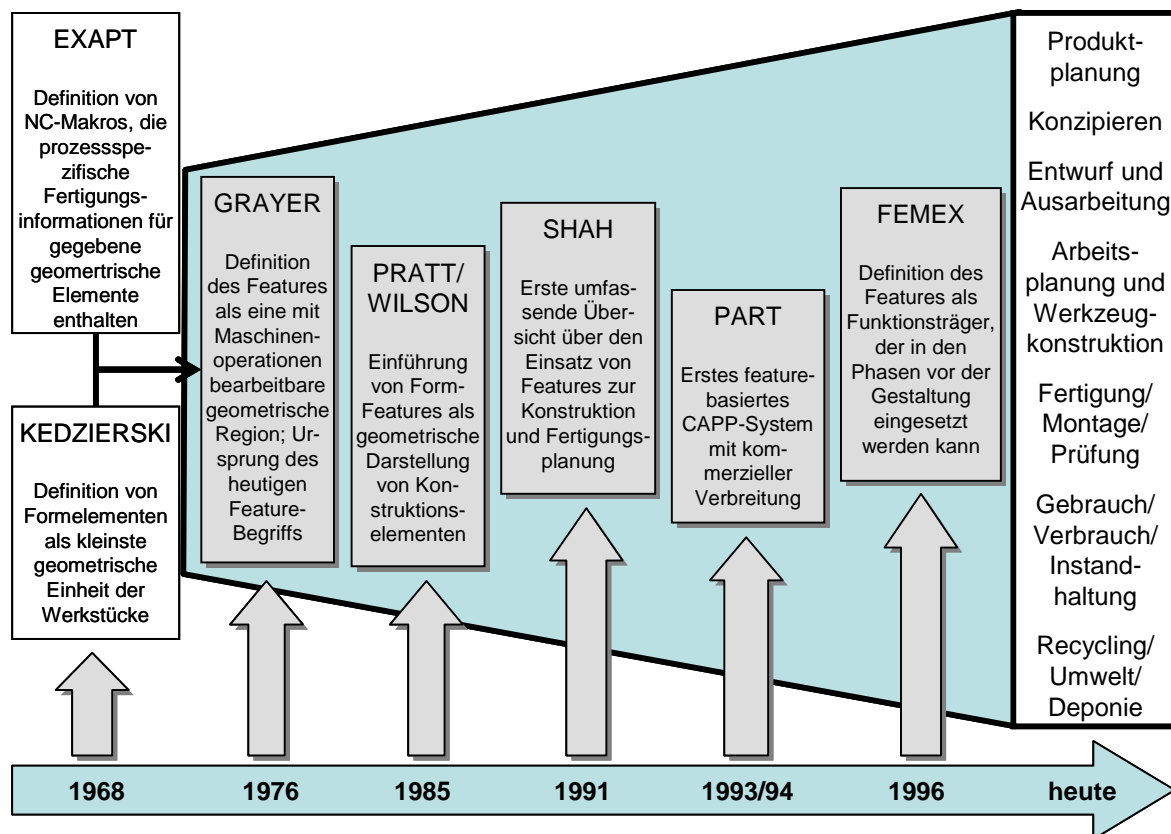 EXAPT
Definition von
NC-Makros, die
prozessspe-
zifische
Fertigungs-
informationen für
gegebene
geomertrische
Elemente
enthalten
KEDZIERSKI
Definition von
Formelementen
als kleinste
geometrische
Einheit der
Werkstücke
GRAYER
Definition
des Features
als eine mit
Maschinen-
operationen
bearbeitbare
geometrische
Region; Ur-
sprung des
heutigen
Feature-
Begriffs
PRATT/
WILSON
Einführung
von Form-
Features als
geometrische
Darstellung
von Kon-
struktions-
elementen
SHAH
Erste umfas-
sende Über-
sicht über den
Einsatz von
Features zur
Konstruktion
und Fertigungs-
planung
PART
Erstes feature-
basiertes
CAPP-System
mit kom-
merzieller
Verbreitung
FEMEX
Definition des
Features als
Funktionsträger,
der in den
Phasen vor der
Gestaltung
eingesetzt
werden kann
Produkt-
planung
Konzipieren
Entwurf und
Ausarbeitung
Arbeits-
planung und
Werkzeug-
konstruktion
Fertigung/
Montage/
Prüfung
Gebrauch/
Verbrauch/
Instand-
haltung
Recycling/
Umwelt/
Deponie
1968
1976
1985
1991
1993/94
1996
heute